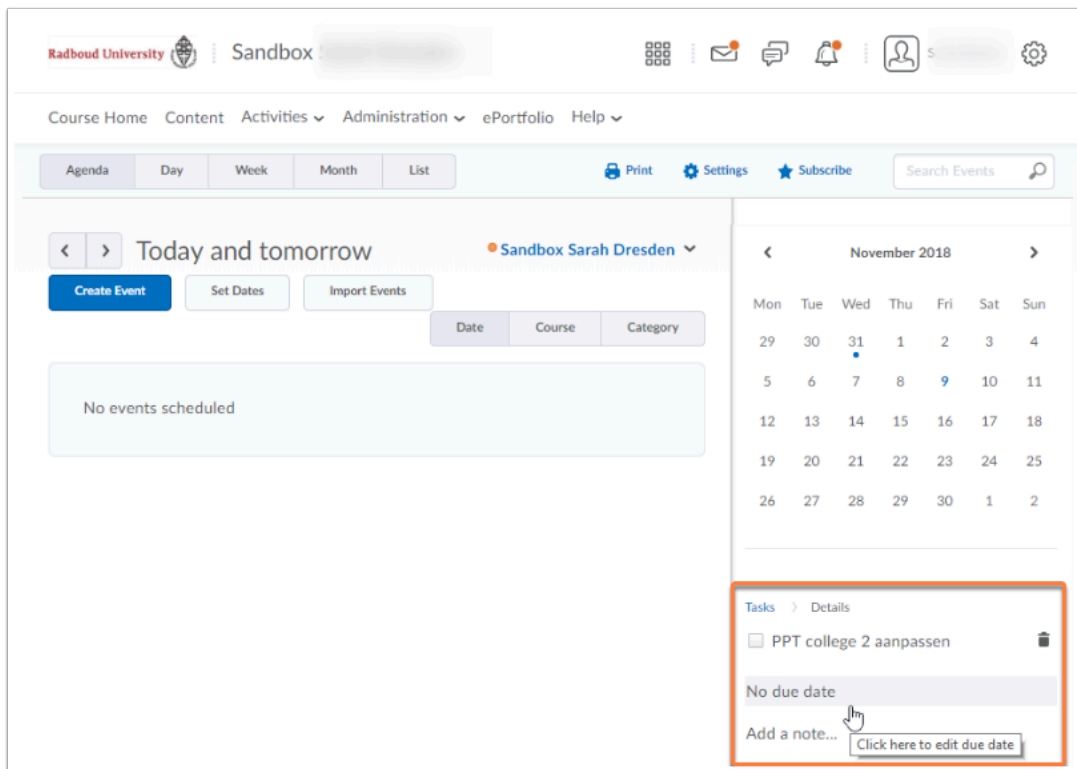 Radboud University Sandbox
Course Home Content Activities Administration ePortfolio Help
Agenda Day Week Month List Print Settings Subscribe Search Events
Today and tomorrow Sandbox Sarah Dresden
Create Event Set Dates Import Events
Date Course Category
No events scheduled
November 2018
Mon Tue Wed Thu Fri Sat Sun
29 30 31 1 2 3 4
5 6 7 8 9 10 11
12 13 14 15 16 17 18
19 20 21 22 23 24 25
26 27 28 29 30 1 2
Tasks Details
PPT college 2 aanpassen
No due date
Add a note...
Click here to edit due date